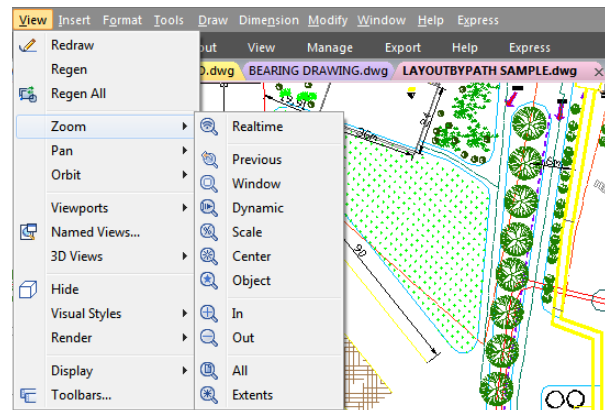 View Insert Format Tools Draw Dimension Modify Window Help Express
out View Manage Export Help Express
D.dwg BEARING DRAWING.dwg LAYOUTBYPATH SAMPLE.dwg
Redraw
Regen
Regen All
Zoom
Pan
Orbit
Viewports
Named Views...
3D Views
Hide
Visual Styles
Render
Display
Toolbars...
Realtime
Previous
Window
Dynamic
Scale
Center
Object
In
Out
All
Extents
90